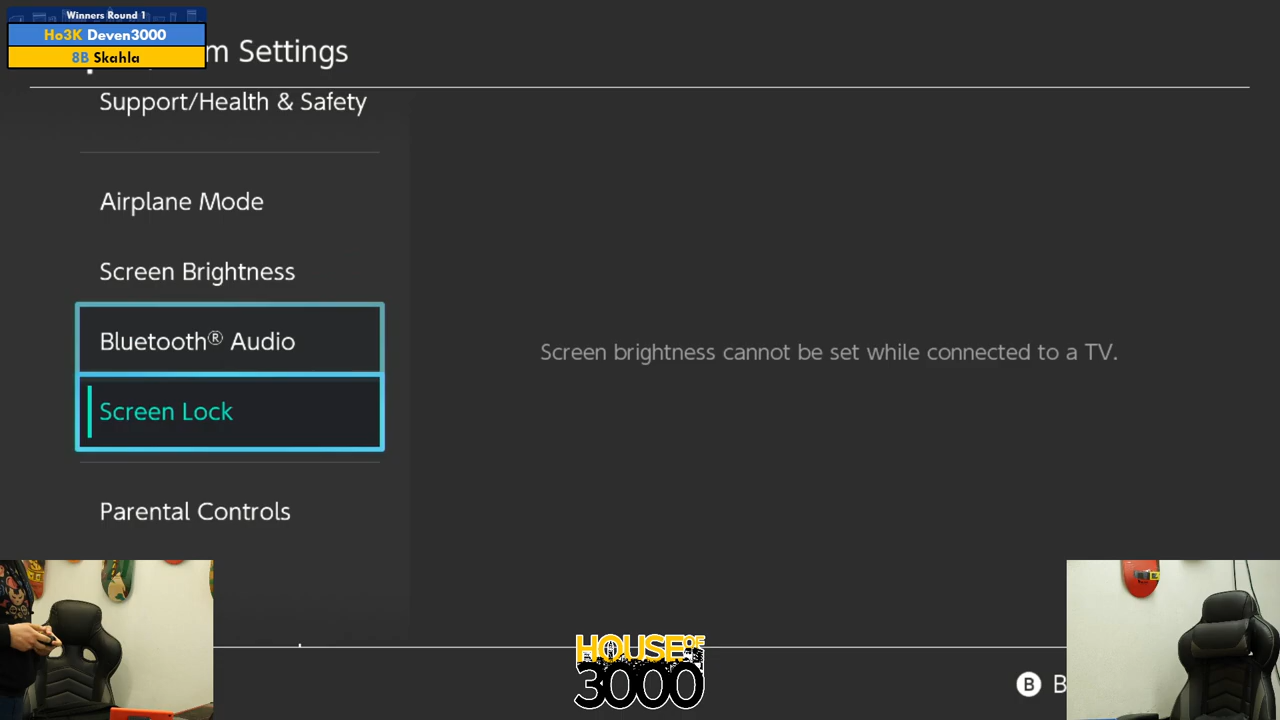 Winners Round 1
Ho3K Deven3000
8B Skahla
m Settings
Support/Health & Safety
Airplane Mode
Screen Brightness
Bluetooth® Audio
Screen Lock
Parental Controls
Screen brightness cannot be set while connected to a TV.
HOUSE OF
3000
B B